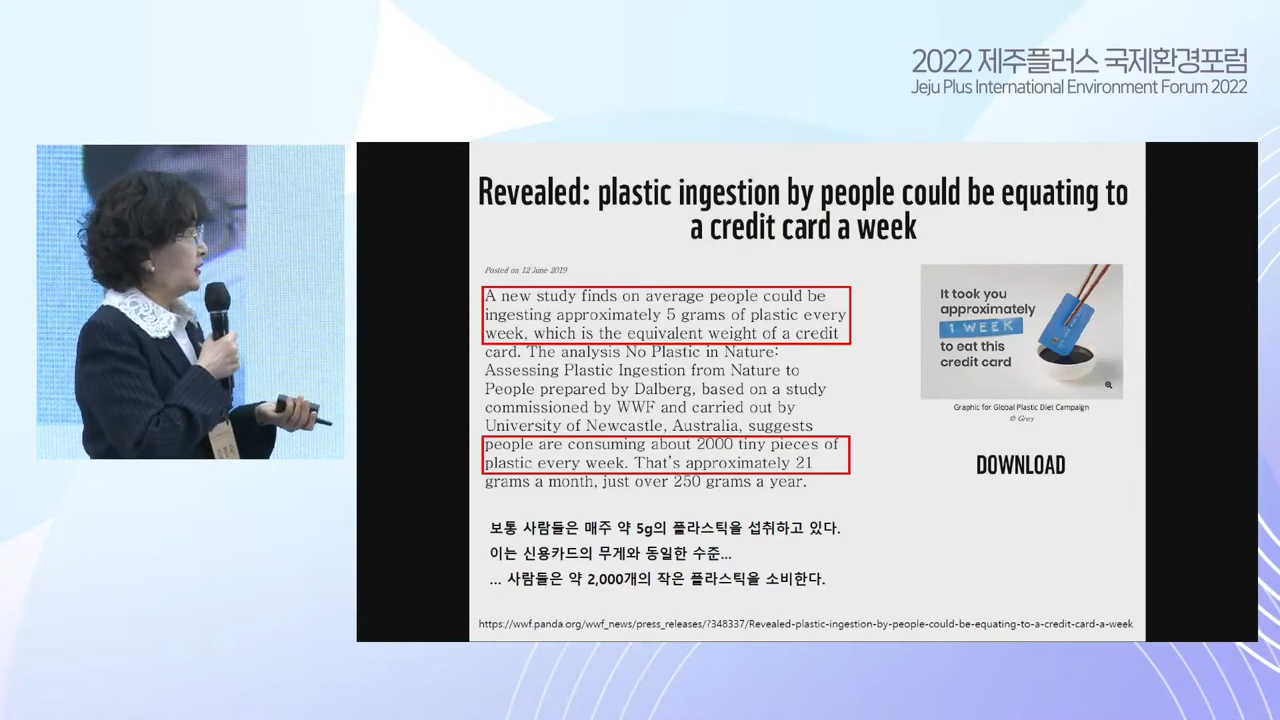 2022 제주플러스 국제환경포럼
Jeju Plus International Environment Forum 2022
Revealed: plastic ingestion by people could be equating to
a credit card a week
Posted on 12 June 2019
A new study finds on average people could be
ingesting approximately 5 grams of plastic every
week, which is the equivalent weight of a credit
card. The analysis No Plastic in Nature:
Assessing Plastic Ingestion from Nature to
People prepared by Dalberg, based on a study
commissioned by WWF and carried out by
University of Newcastle, Australia, suggests
people are consuming about 2000 tiny pieces of
plastic every week. That's approximately 21
grams a month, just over 250 grams a year.
It took you
approximately
1 WEEK
to eat this
credit card
Graphic for Global Plastic Diet Campaign
© Grey
DOWNLOAD
보통 사람들은 매주 약 5g의 플라스틱을 섭취하고 있다.
이는 신용카드의 무게와 동일한 수준...
... 사람들은 약 2,000개의 작은 플라스틱을 소비한다.
https://wwf.panda.org/wwf_news/press_releases/?348337/Revealed-plastic-ingestion-by-people-could-be-equating-to-a-credit-card-a-week